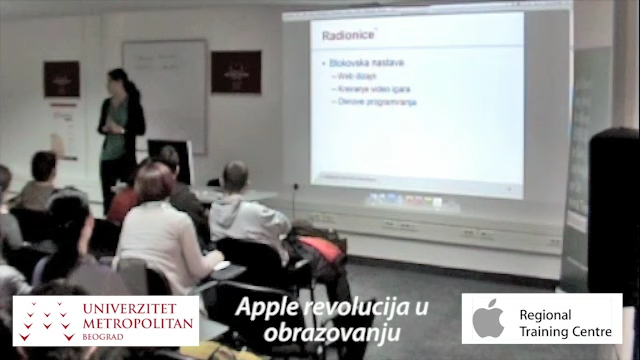 Radionice
• Blokovska nastava
– Web dizajn
– Kreiranje video igara
– Osnove programiranja
UNIVERZITET
METROPOLITAN
BEOGRAD
Apple revolucija u
obrazovanju
Regional
Training Centre